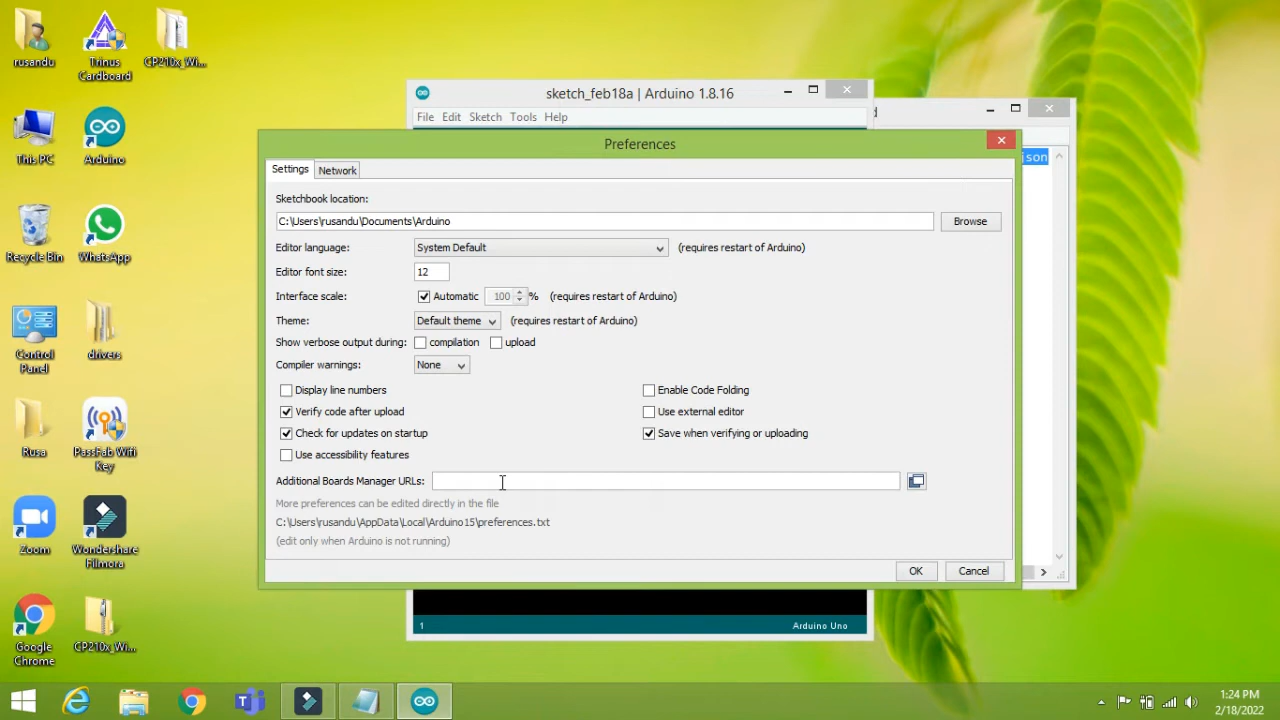 rusandu
Trinus Cardboard
CP210x_Wi...
This PC
Arduino
Recycle Bin
WhatsApp
Control Panel
drivers
Rusa
PassFab Wifi Key
Zoom
Wondershare Filmora
Google Chrome
CP210x_Wi...
sketch_feb18a | Arduino 1.8.16
File Edit Sketch Tools Help
json
Preferences
Settings Network
Sketchbook location:
C:\Users\rusandu\Documents\Arduino Browse
Editor language: System Default (requires restart of Arduino)
Editor font size: 12
Interface scale: Automatic 100 % (requires restart of Arduino)
Theme: Default theme (requires restart of Arduino)
Show verbose output during: compilation upload
Compiler warnings: None
Display line numbers Enable Code Folding
Verify code after upload Use external editor
Check for updates on startup Save when verifying or uploading
Use accessibility features
Additional Boards Manager URLs:
More preferences can be edited directly in the file
C:\Users\rusandu\AppData\Local\Arduino15\preferences.txt
(edit only when Arduino is not running)
OK Cancel
1 Arduino Uno
1:24 PM
2/18/2022